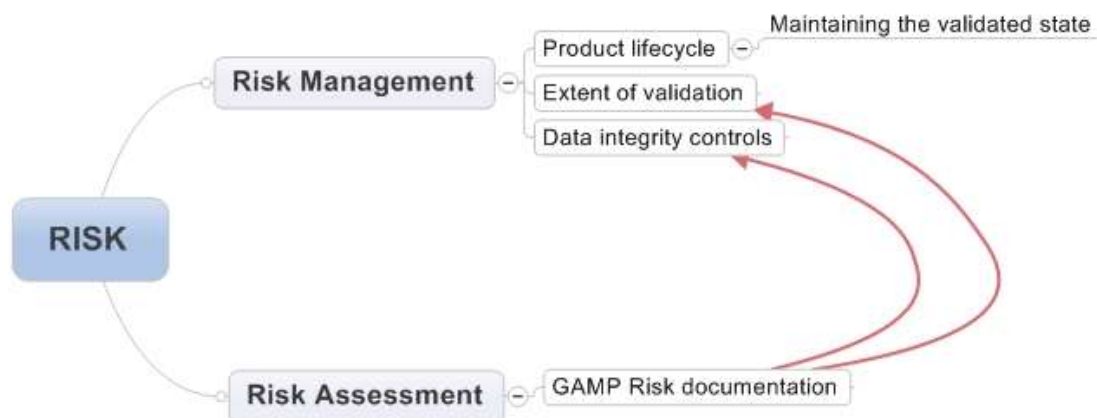 Maintaining the validated state
Product lifecycle
Risk Management
Extent of validation
Data integrity controls
RISK
Risk Assessment
GAMP Risk documentation